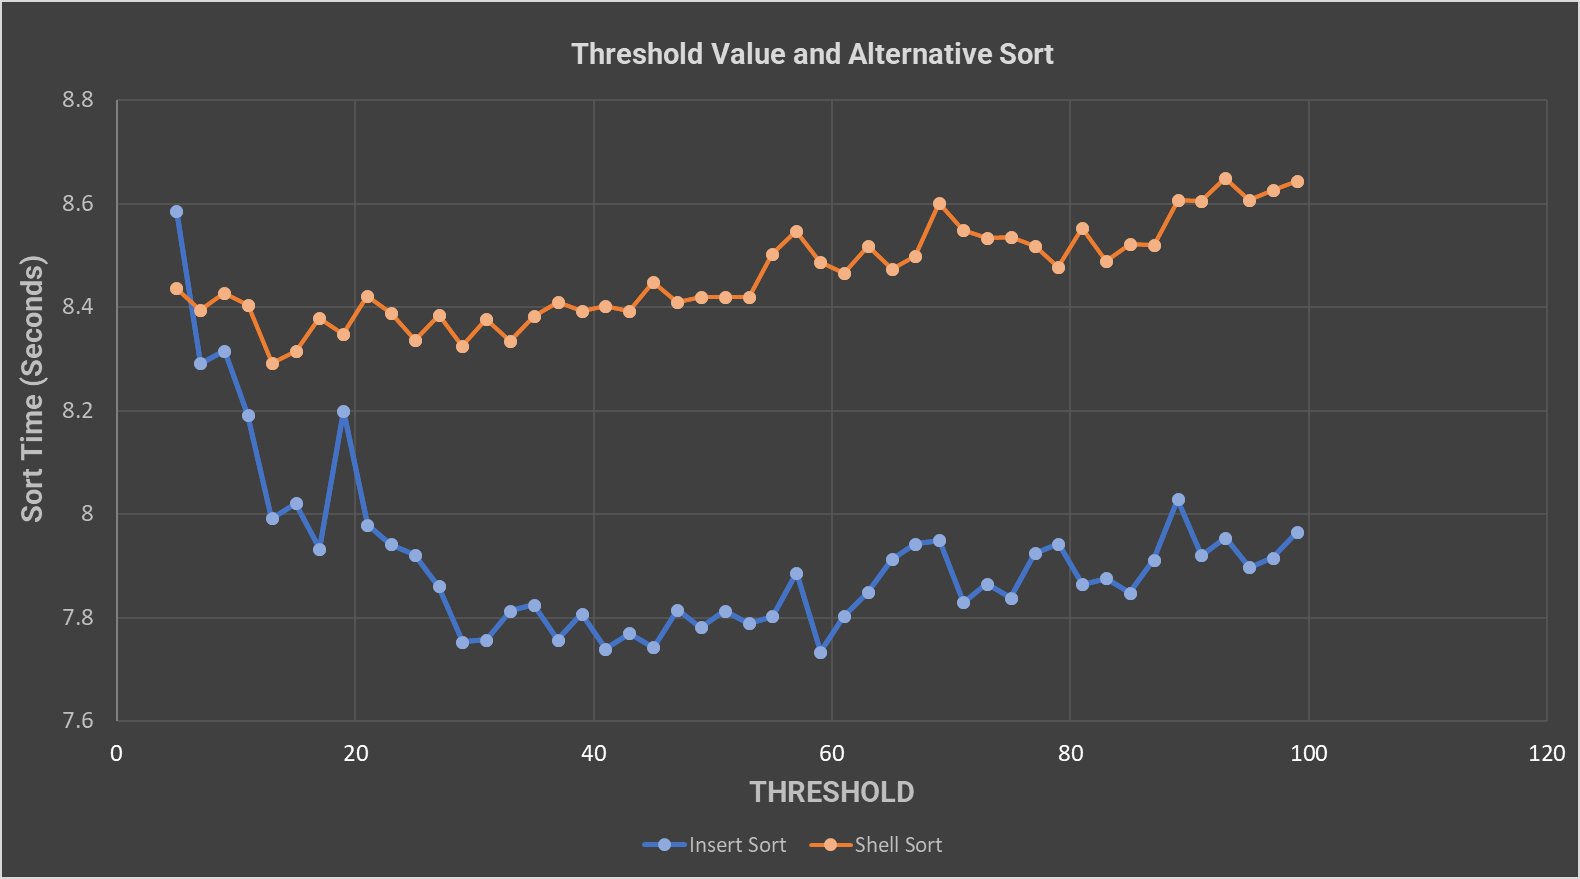 Threshold Value and Alternative Sort
8.8
8.6
8.4
8.2
8
7.8
7.6
Sort Time (Seconds)
0 20 40 60 80 100 120
THRESHOLD
Insert Sort Shell Sort